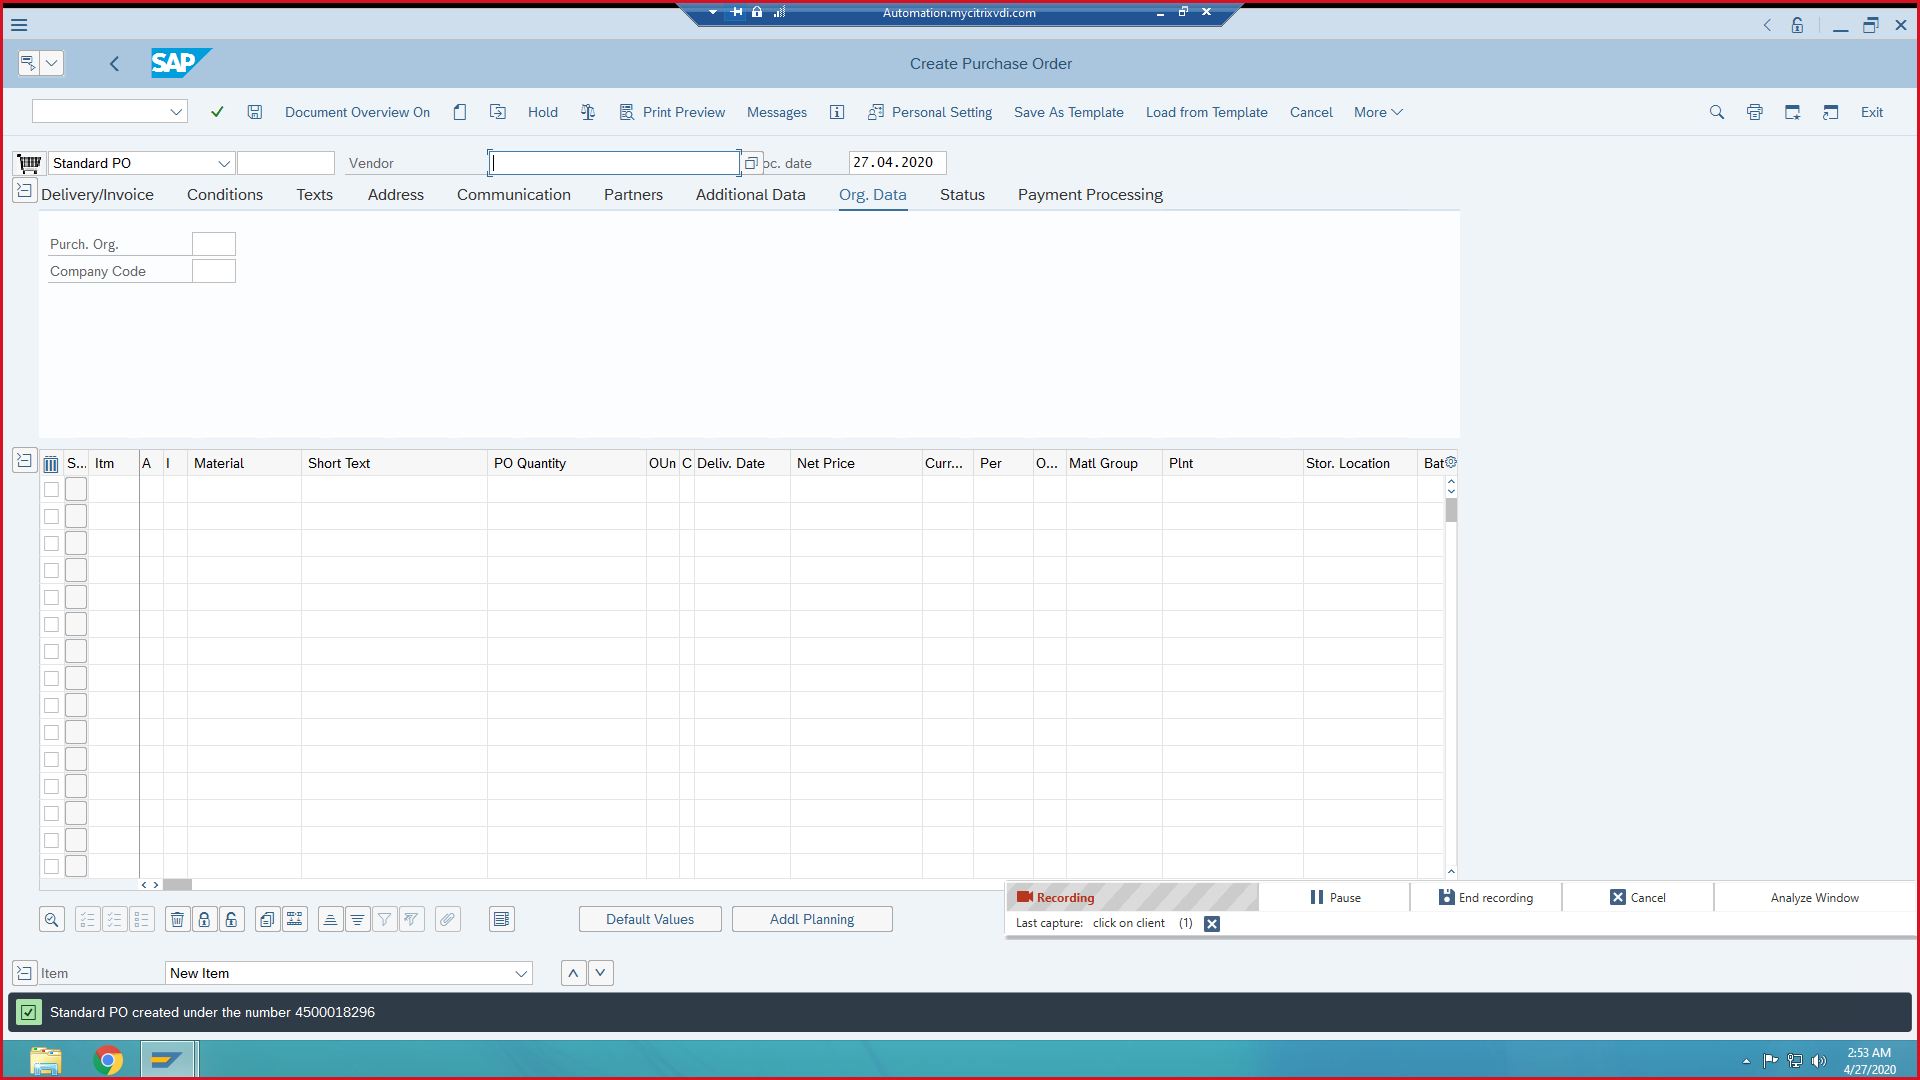 Automation.mycitrixvdi.com
SAP
Create Purchase Order
Document Overview On
Hold
Print Preview
Messages
Personal Setting
Save As Template
Load from Template
Cancel
More
Exit
Standard PO
Vendor
oc. date
27.04.2020
Delivery/Invoice
Conditions
Texts
Address
Communication
Partners
Additional Data
Org. Data
Status
Payment Processing
Purch. Org.
Company Code
S... Itm A I Material Short Text PO Quantity OUn C Deliv. Date Net Price Curr... Per O... Matl Group Plnt Stor. Location Bat
Default Values
Addl Planning
Recording
Pause
End recording
Cancel
Analyze Window
Last capture: click on client (1)
Item
New Item
Standard PO created under the number 4500018296
2:53 AM
4/27/2020